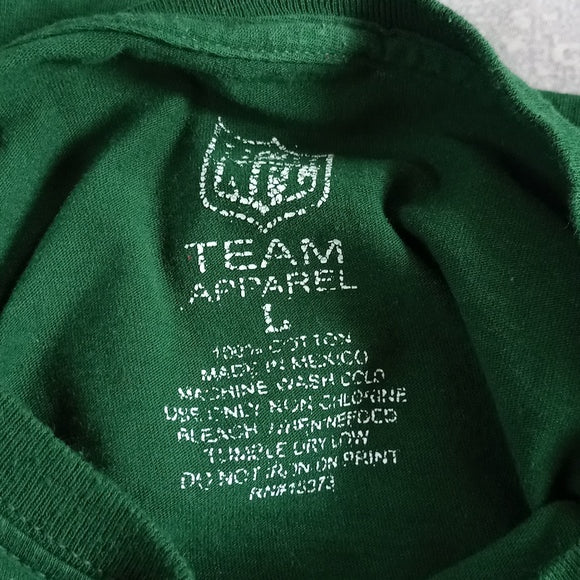 NFL
TEAM
APPAREL
L
100% COTTON
MADE IN MEXICO
MACHINE WASH COLD
USE ONLY NON CHLORINE
BLEACH WHEN NEEDED
TUMBLE DRY LOW
DO NOT IRON ON PRINT
RN#15373